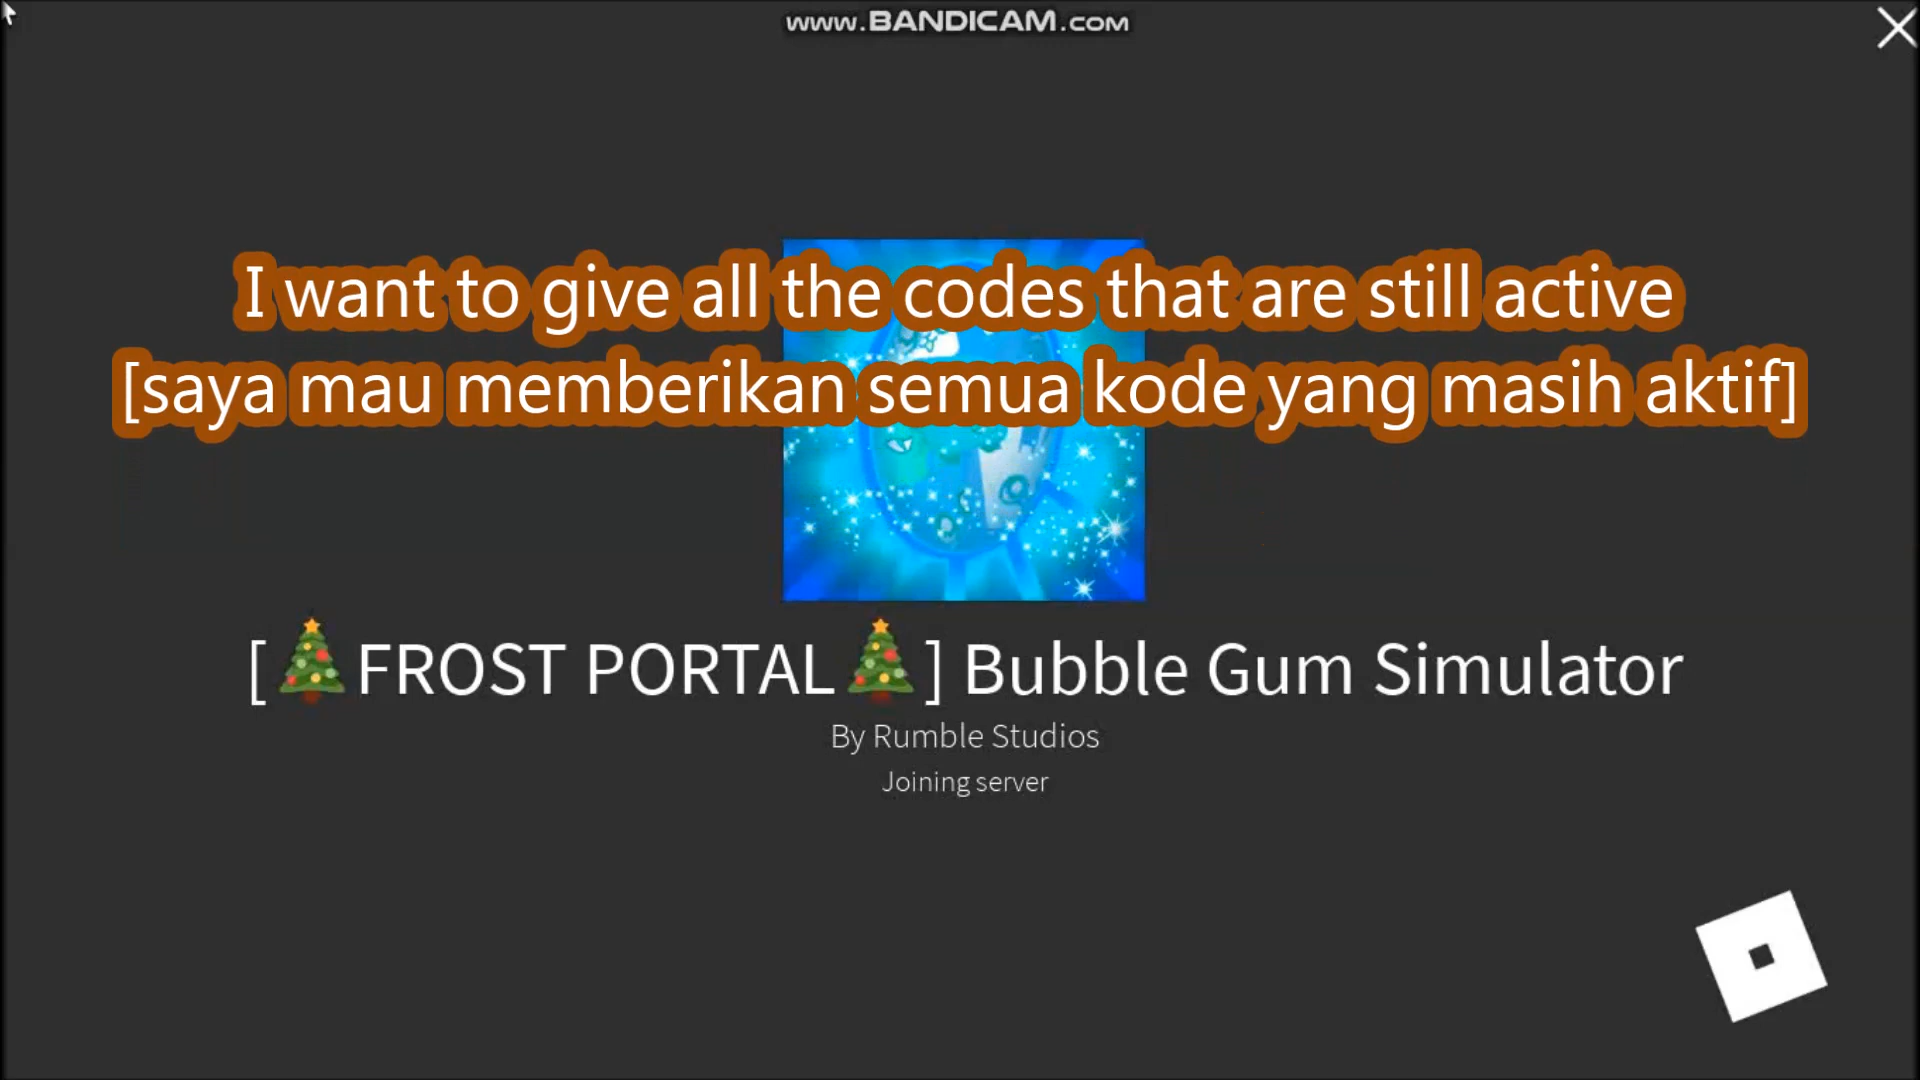 www.BANDICAM.com
I want to give all the codes that are still active
[saya mau memberikan semua kode yang masih aktif]
[🎄FROST PORTAL🎄] Bubble Gum Simulator
By Rumble Studios
Joining server